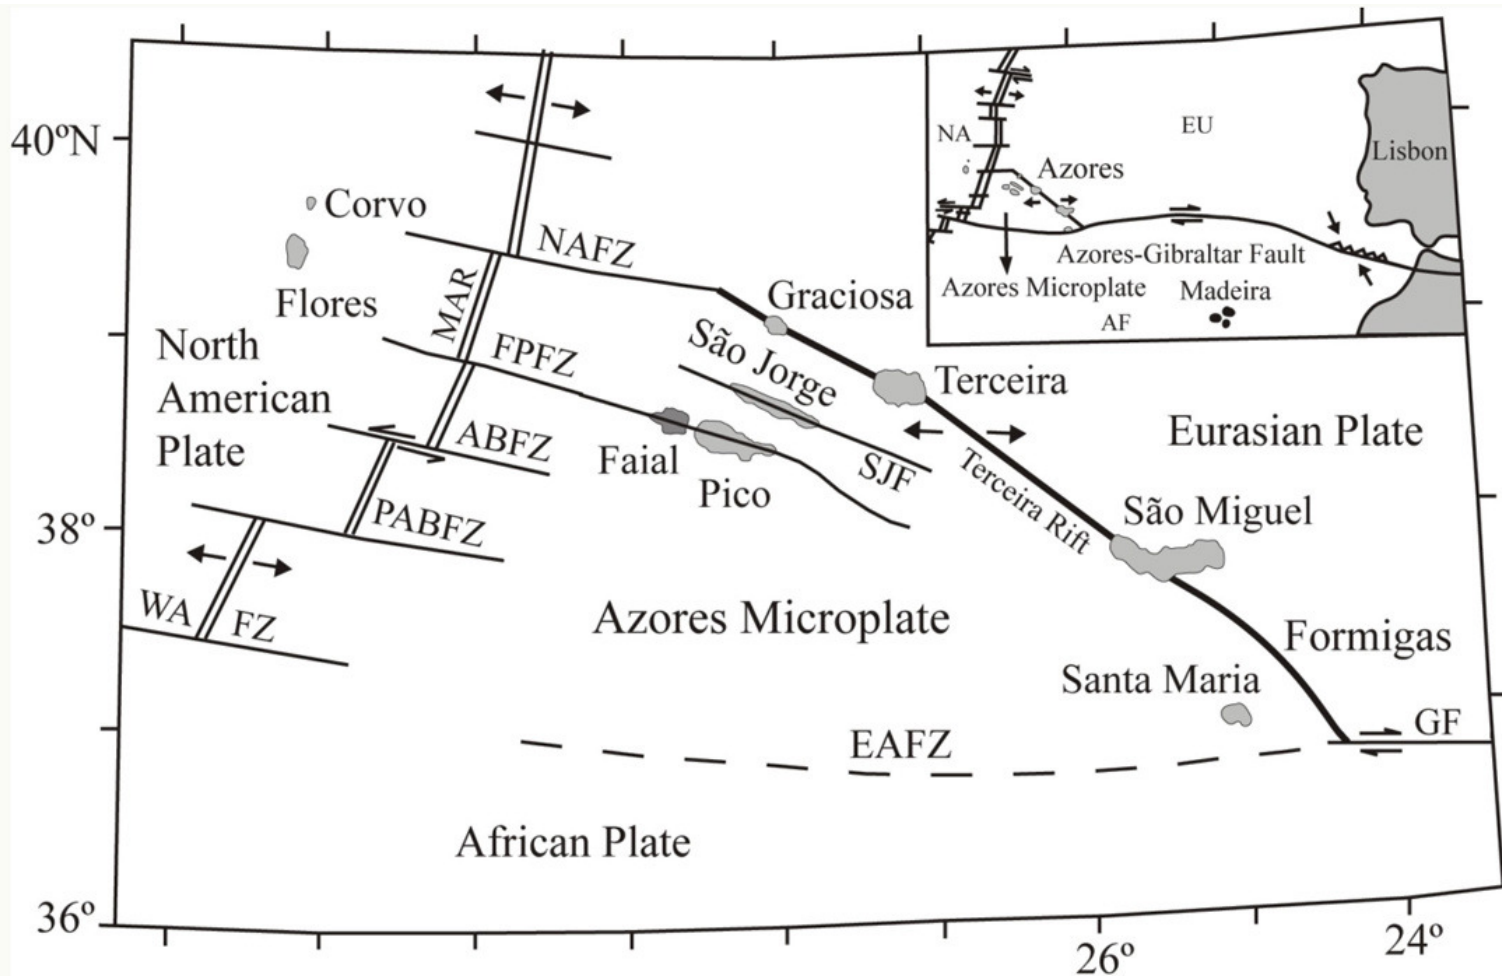 40ºN
Corvo
Flores
NAFZ
MAR
North
American
Plate
FPFZ
ABFZ
PABFZ
38º
WA
FZ
Graciosa
São Jorge
Terceira
Faial
Pico
SJF
Terceira Rift
Eurasian Plate
São Miguel
Azores Microplate
Formigas
Santa Maria
GF
EAFZ
African Plate
36º
26º
24º
NA
EU
Lisbon
Azores
Azores-Gibraltar Fault
Azores Microplate
Madeira
AF